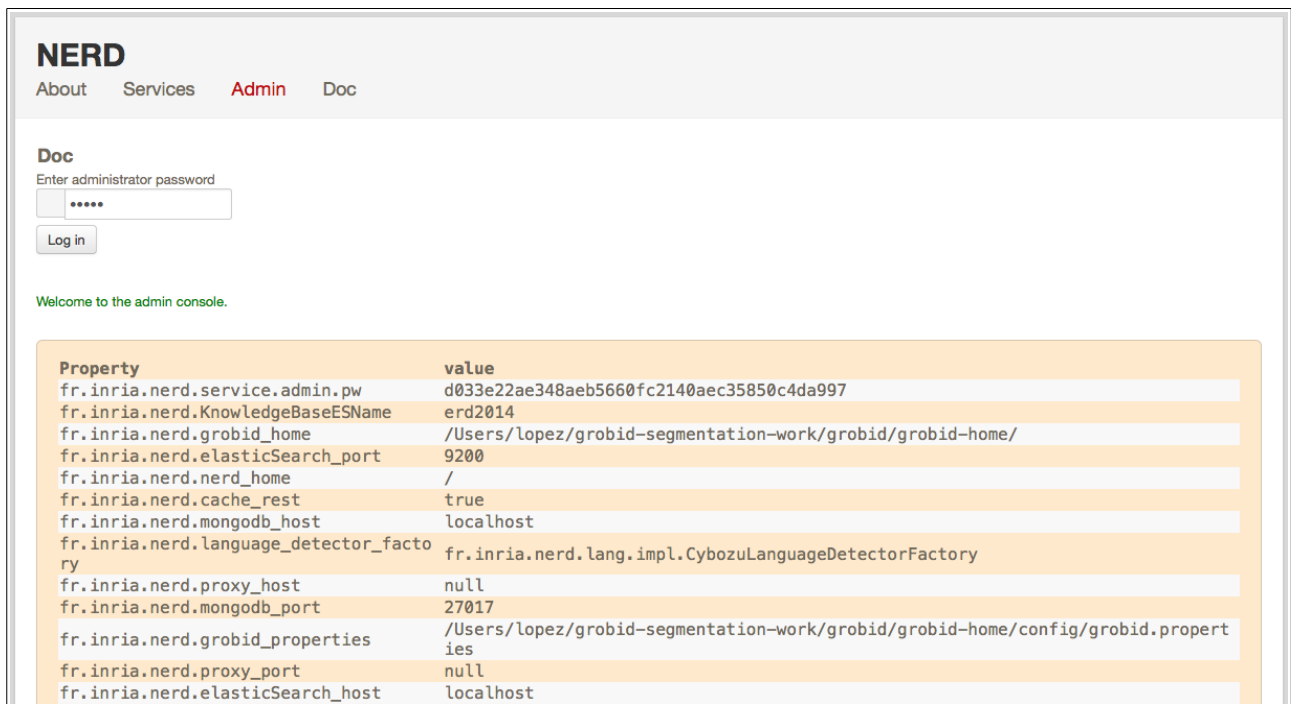 NERD
About Services Admin Doc
Doc
Enter administrator password
•••••
Log in
Welcome to the admin console.
Property value
fr.inria.nerd.service.admin.pw d033e22ae348aeb5660fc2140aec35850c4da997
fr.inria.nerd.KnowledgeBaseESName erd2014
fr.inria.nerd.grobid_home /Users/lopez/grobid-segmentation-work/grobid/grobid-home/
fr.inria.nerd.elasticSearch_port 9200
fr.inria.nerd.nerd_home /
fr.inria.nerd.cache_rest true
fr.inria.nerd.mongodb_host localhost
fr.inria.nerd.language_detector_facto
ry fr.inria.nerd.lang.impl.CybozuLanguageDetectorFactory
fr.inria.nerd.proxy_host null
fr.inria.nerd.mongodb_port 27017
fr.inria.nerd.grobid_properties /Users/lopez/grobid-segmentation-work/grobid/grobid-home/config/grobid.propert
ies
fr.inria.nerd.proxy_port null
fr.inria.nerd.elasticSearch_host localhost